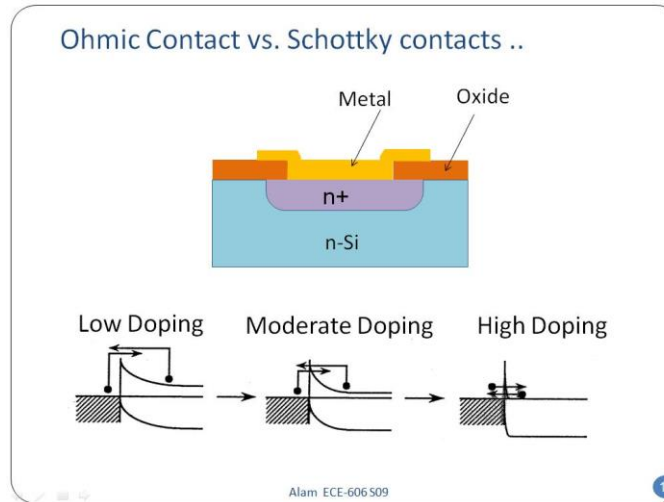 Ohmic Contact vs. Schottky contacts ..
Metal
Oxide
n+
n-Si
Low Doping
Moderate Doping
High Doping
Alam ECE-606 S09